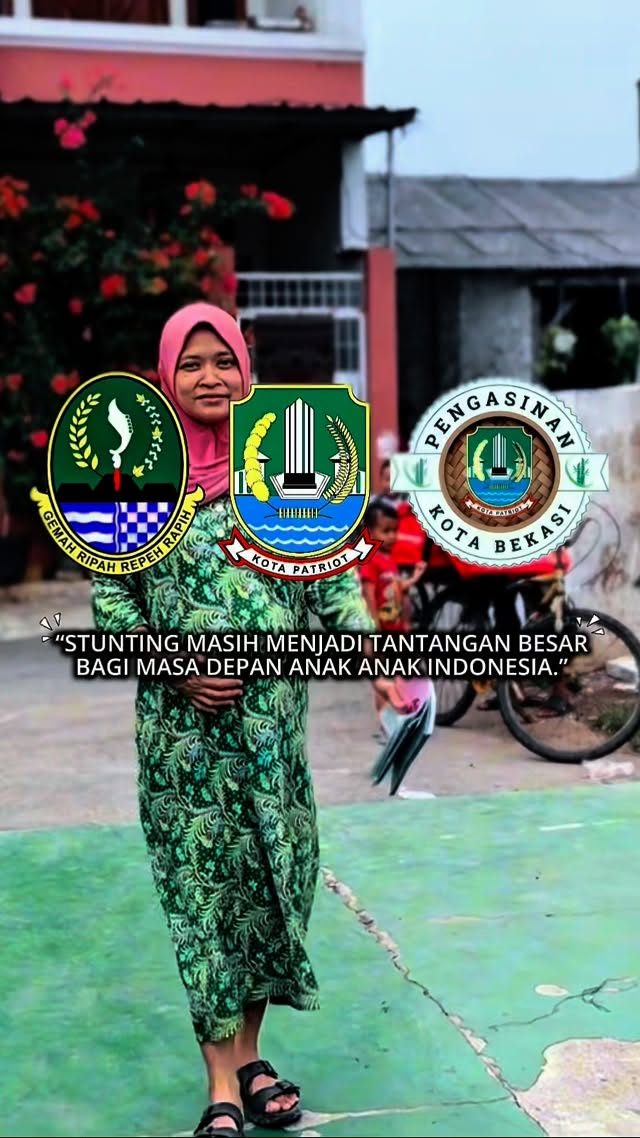 GEMAH RIPAH REPEH RAPIH
KOTA PATRIOT
PENGASINAN
KOTA PATRIOT
KOTA BEKASI
“STUNTING MASIH MENJADI TANTANGAN BESAR
BAGI MASA DEPAN ANAK ANAK INDONESIA.”